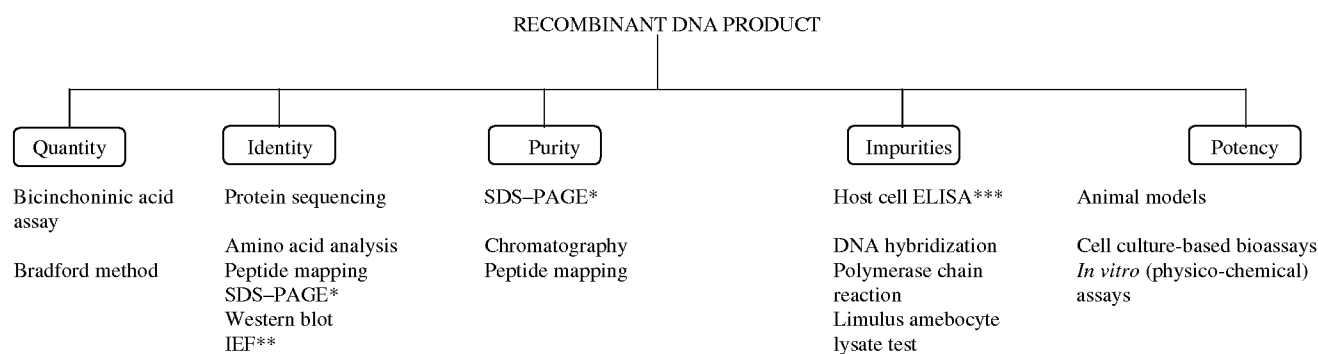 RECOMBINANT DNA PRODUCT
Quantity
Identity
Purity
Impurities
Potency
Bicinchoninic acid
assay
Bradford method
Protein sequencing
Amino acid analysis
Peptide mapping
SDS–PAGE*
Western blot
IEF**
SDS–PAGE*
Chromatography
Peptide mapping
Host cell ELISA***
DNA hybridization
Polymerase chain
reaction
Limulus amebocyte
lysate test
Animal models
Cell culture-based bioassays
In vitro (physico-chemical)
assays